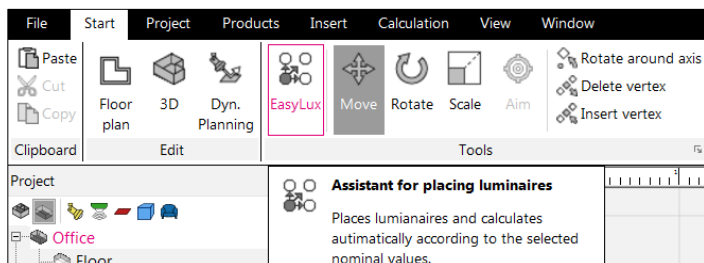 File Start Project Products Insert Calculation View Window
Paste
Cut
Copy
Floor plan
3D
Dyn. Planning
EasyLux
Move
Rotate
Scale
Aim
Rotate around axis
Delete vertex
Insert vertex
Clipboard Edit Tools
Project
Assistant for placing luminaires
Places lumianaires and calculates
autimatically according to the selected
nominal values.
Office
Floor
1